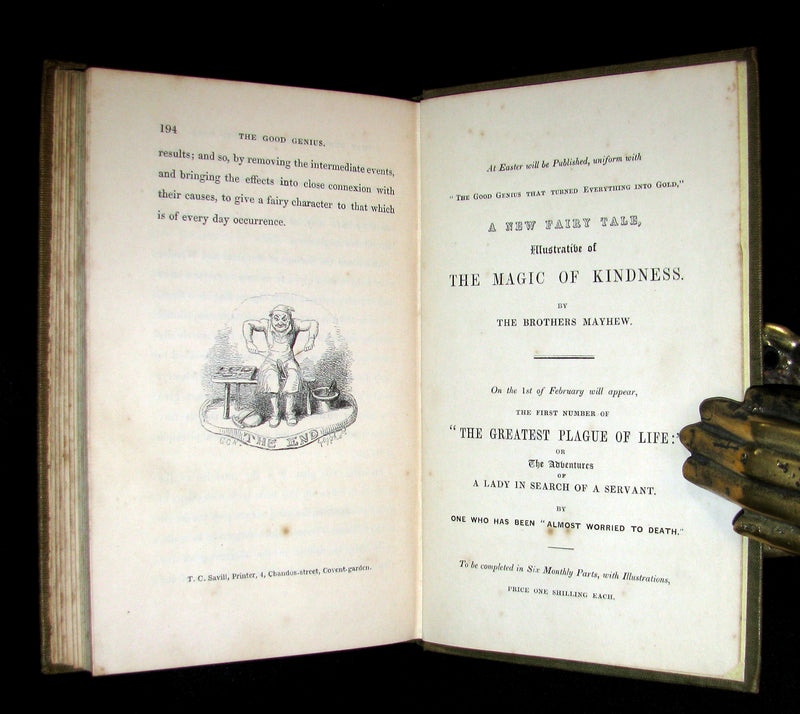 194
THE GOOD GENIUS.
results; and so, by removing the intermediate events,
and bringing the effects into close connexion with
their causes, to give a fairy character to that which
is of every day occurrence.
THE END
T. C. Savill, Printer, 4, Chandos-street, Covent-garden.
At Easter will be Published, uniform with
"THE GOOD GENIUS THAT TURNED EVERYTHING INTO GOLD,"
A NEW FAIRY TALE,
Illustrative of
THE MAGIC OF KINDNESS.
BY
THE BROTHERS MAYHEW.
On the 1st of February will appear,
THE FIRST NUMBER OF
"THE GREATEST PLAGUE OF LIFE:"
OR
The Adventures
OF
A LADY IN SEARCH OF A SERVANT.
BY
ONE WHO HAS BEEN "ALMOST WORRIED TO DEATH."
To be completed in Six Monthly Parts, with Illustrations,
PRICE ONE SHILLING EACH.